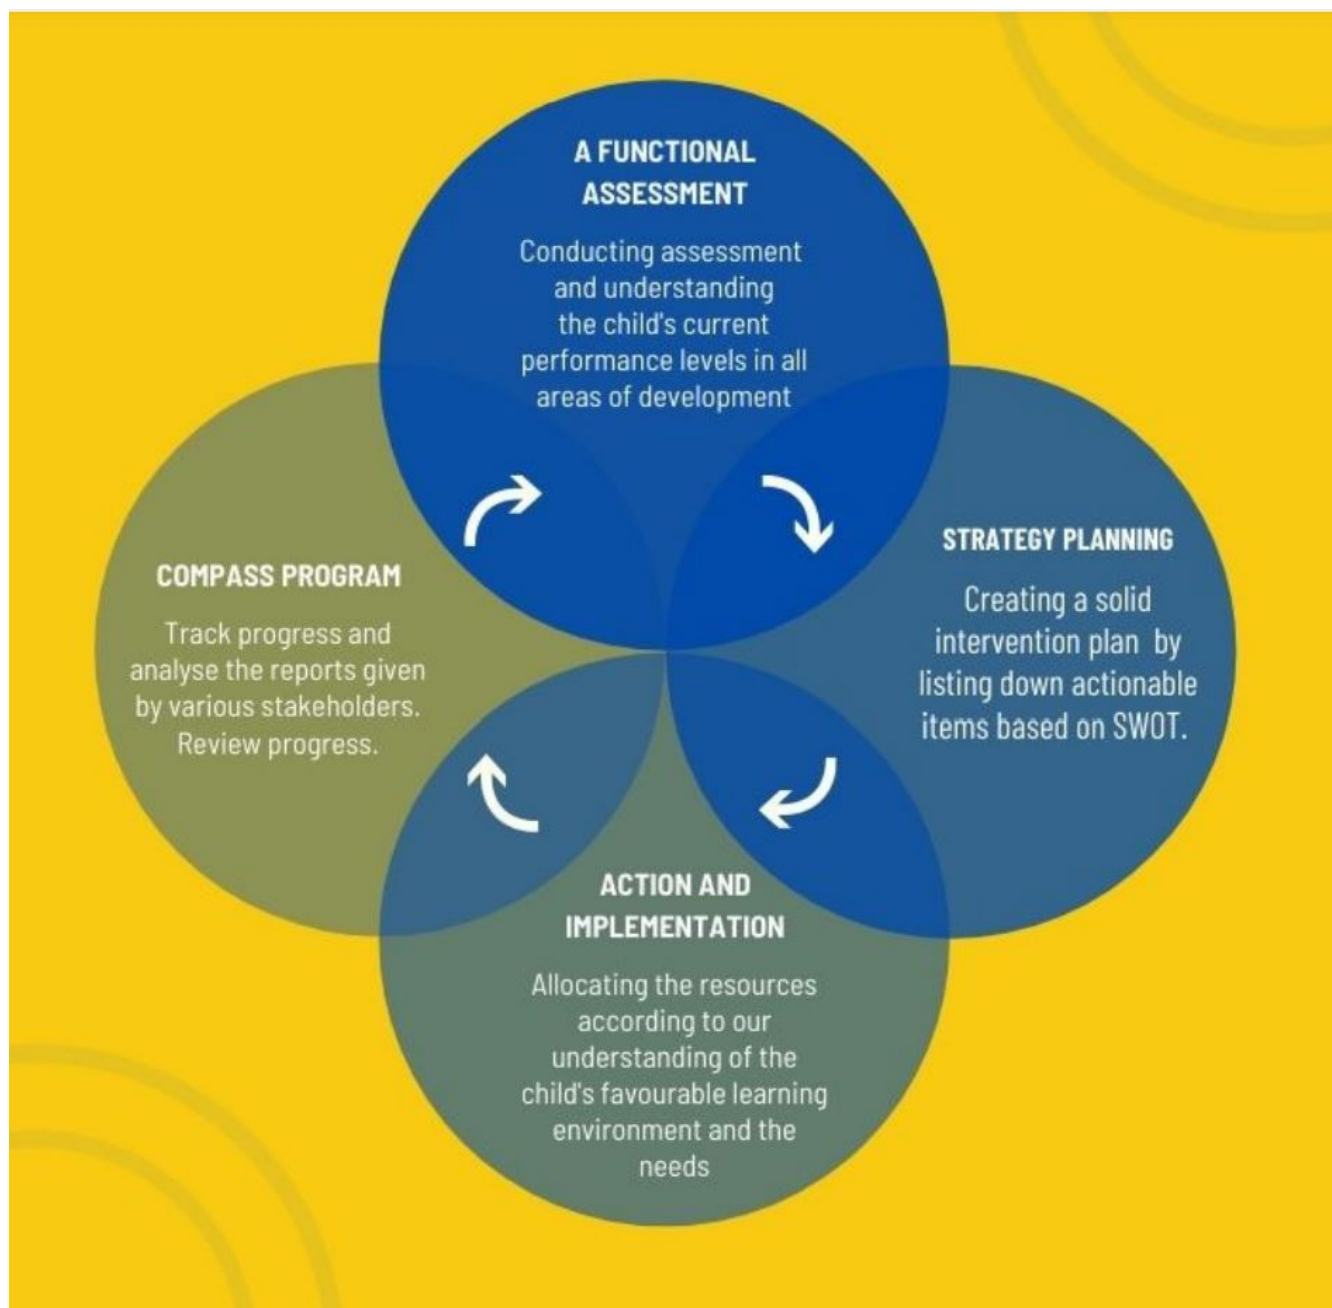 A FUNCTIONAL
ASSESSMENT
Conducting assessment
and understanding
the child's current
performance levels in all
areas of development
STRATEGY PLANNING
Creating a solid
intervention plan by
listing down actionable
items based on SWOT.
ACTION AND
IMPLEMENTATION
Allocating the resources
according to our
understanding of the
child's favourable learning
environment and the
needs
COMPASS PROGRAM
Track progress and
analyse the reports given
by various stakeholders.
Review progress.